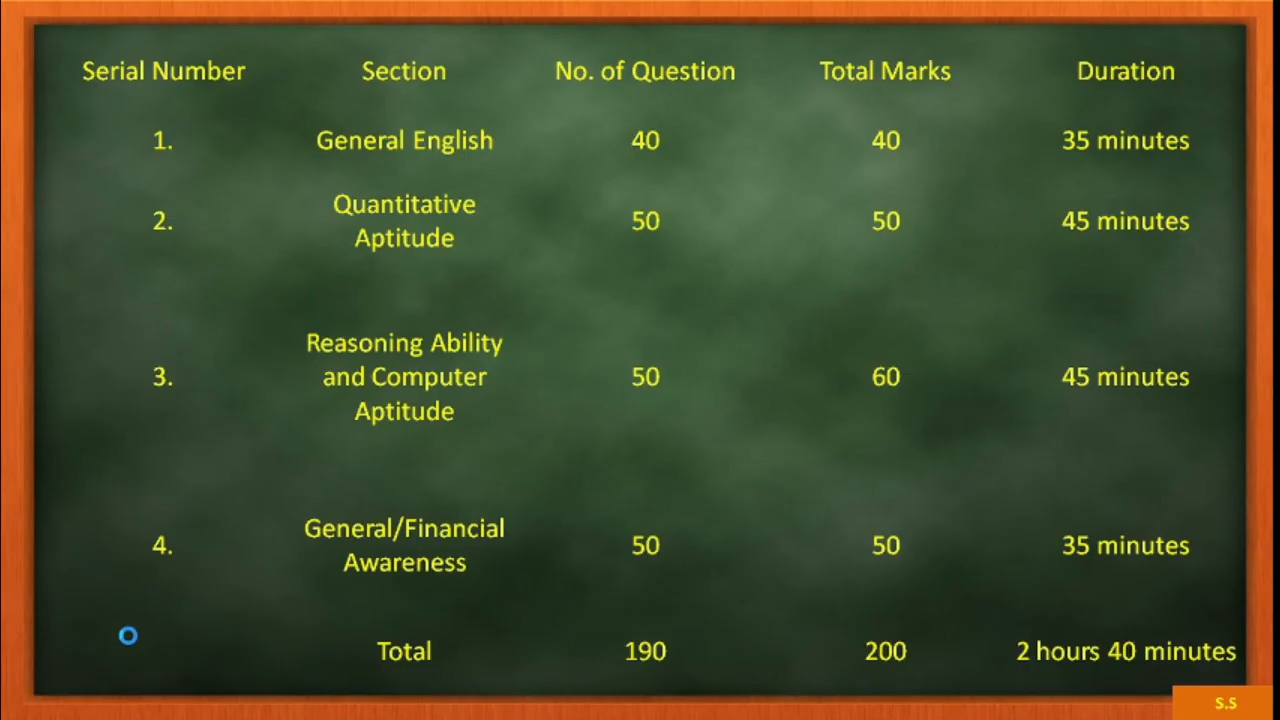 Serial Number Section No. of Question Total Marks Duration
1. General English 40 40 35 minutes
Quantitative
2. 50 50 45 minutes
Aptitude
Reasoning Ability
3. and Computer 50 60 45 minutes
Aptitude
General/Financial
4. 50 50 35 minutes
Awareness
Total 190 200 2 hours 40 minutes
S.S